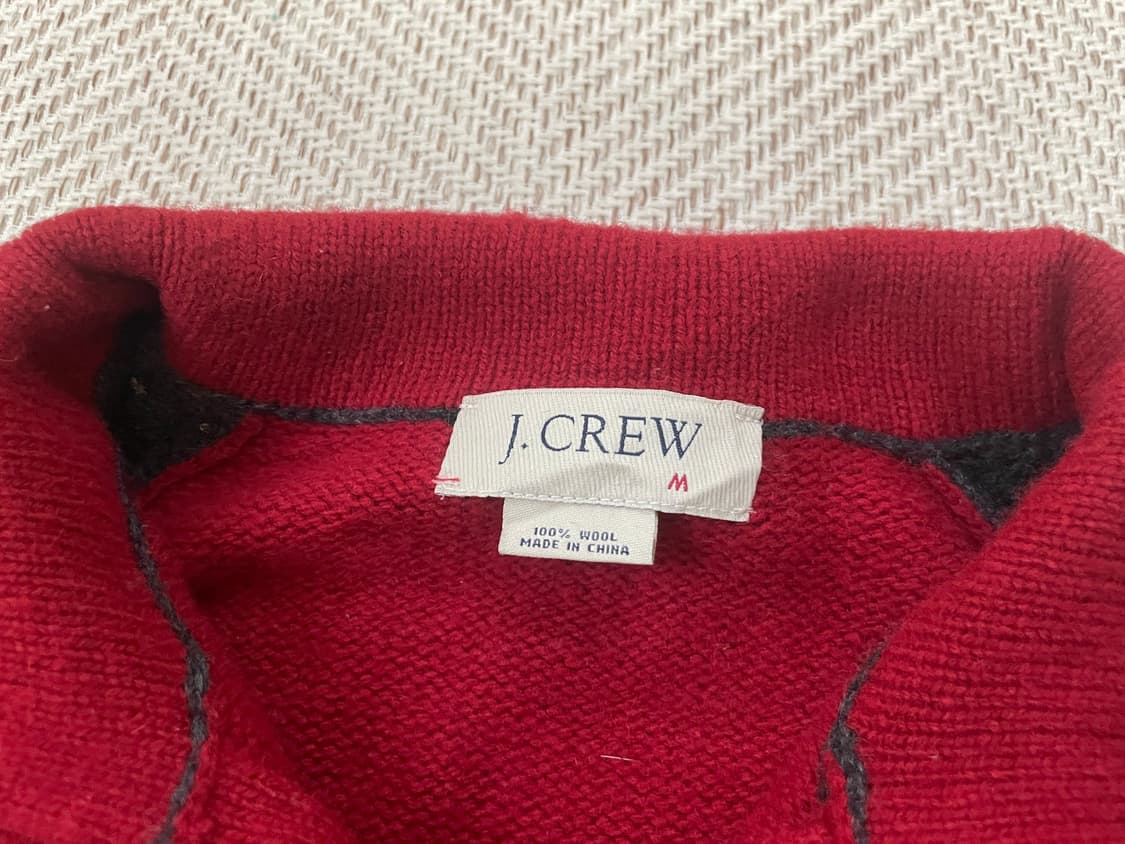 J. CREW
M
100% WOOL
MADE IN CHINA